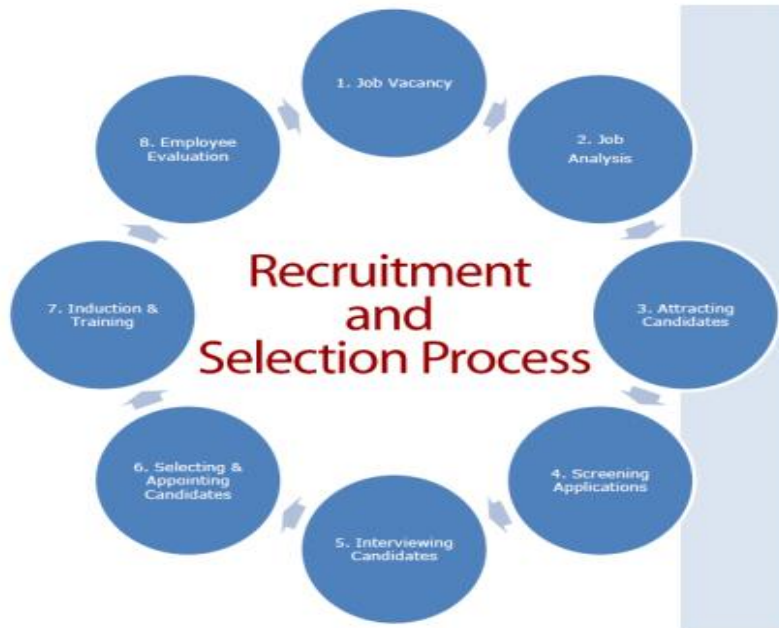 1. Job Vacancy
2. Job
Analysis
3. Attracting
Candidates
4. Screening
Applications
5. Interviewing
Candidates
6. Selecting &
Appointing
Candidates
7. Induction &
Training
8. Employee
Evaluation
Recruitment
and
Selection Process